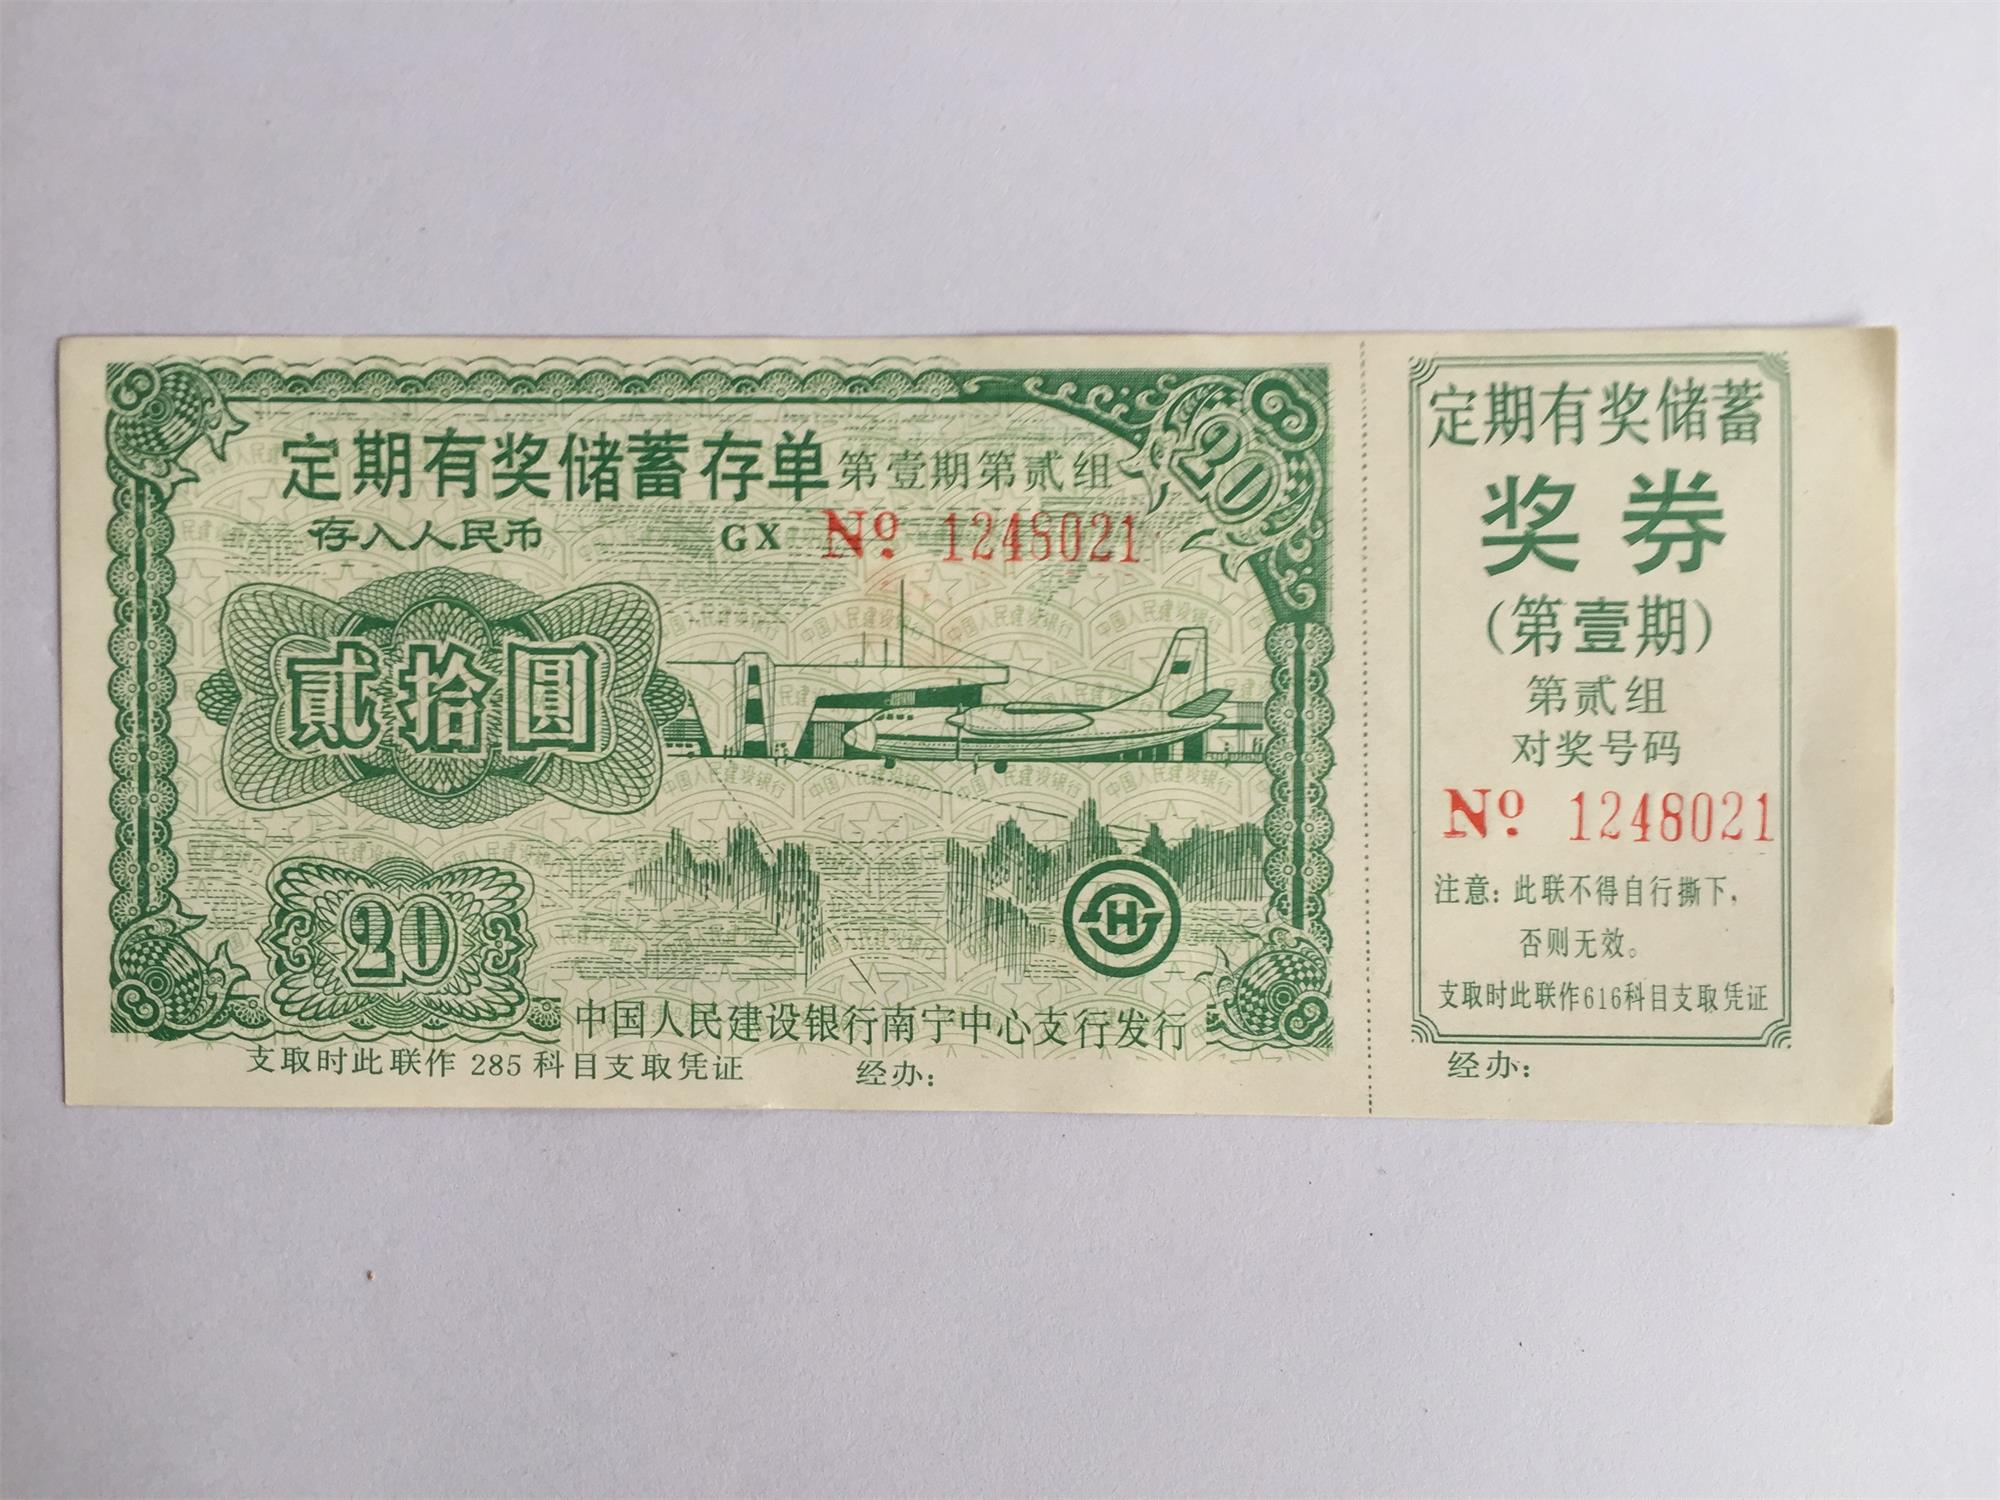 定期有奖储蓄存单 第壹期第贰组
存入人民币 GX No 1248021
20
貳拾圓
20
中国人民建设银行南宁中心支行发行
支取时此联作 285 科目支取凭证 经办:
定期有奖储蓄
奖券
(第壹期)
第贰组
对奖号码
No 1248021
注意: 此联不得自行撕下,
否则无效。
支取时此联作616科目支取凭证
经办: